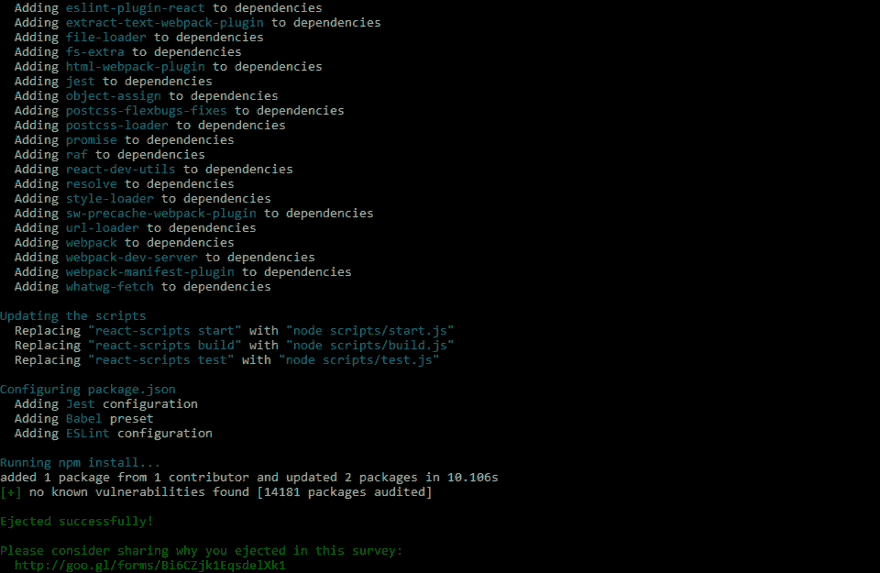 Adding eslint-plugin-react to dependencies
Adding extract-text-webpack-plugin to dependencies
Adding file-loader to dependencies
Adding fs-extra to dependencies
Adding html-webpack-plugin to dependencies
Adding jest to dependencies
Adding object-assign to dependencies
Adding postcss-flexbugs-fixes to dependencies
Adding postcss-loader to dependencies
Adding promise to dependencies
Adding raf to dependencies
Adding react-dev-utils to dependencies
Adding resolve to dependencies
Adding style-loader to dependencies
Adding sw-precache-webpack-plugin to dependencies
Adding url-loader to dependencies
Adding webpack to dependencies
Adding webpack-dev-server to dependencies
Adding webpack-manifest-plugin to dependencies
Adding whatwg-fetch to dependencies
Updating the scripts
Replacing "react-scripts start" with "node scripts/start.js"
Replacing "react-scripts build" with "node scripts/build.js"
Replacing "react-scripts test" with "node scripts/test.js"
Configuring package.json
Adding Jest configuration
Adding Babel preset
Adding ESLint configuration
Running npm install...
added 1 package from 1 contributor and updated 2 packages in 10.106s
[+] no known vulnerabilities found [14181 packages audited]
Ejected successfully!
Please consider sharing why you ejected in this survey:
http://goo.gl/forms/Bi6CZjk1EqsdelXk1